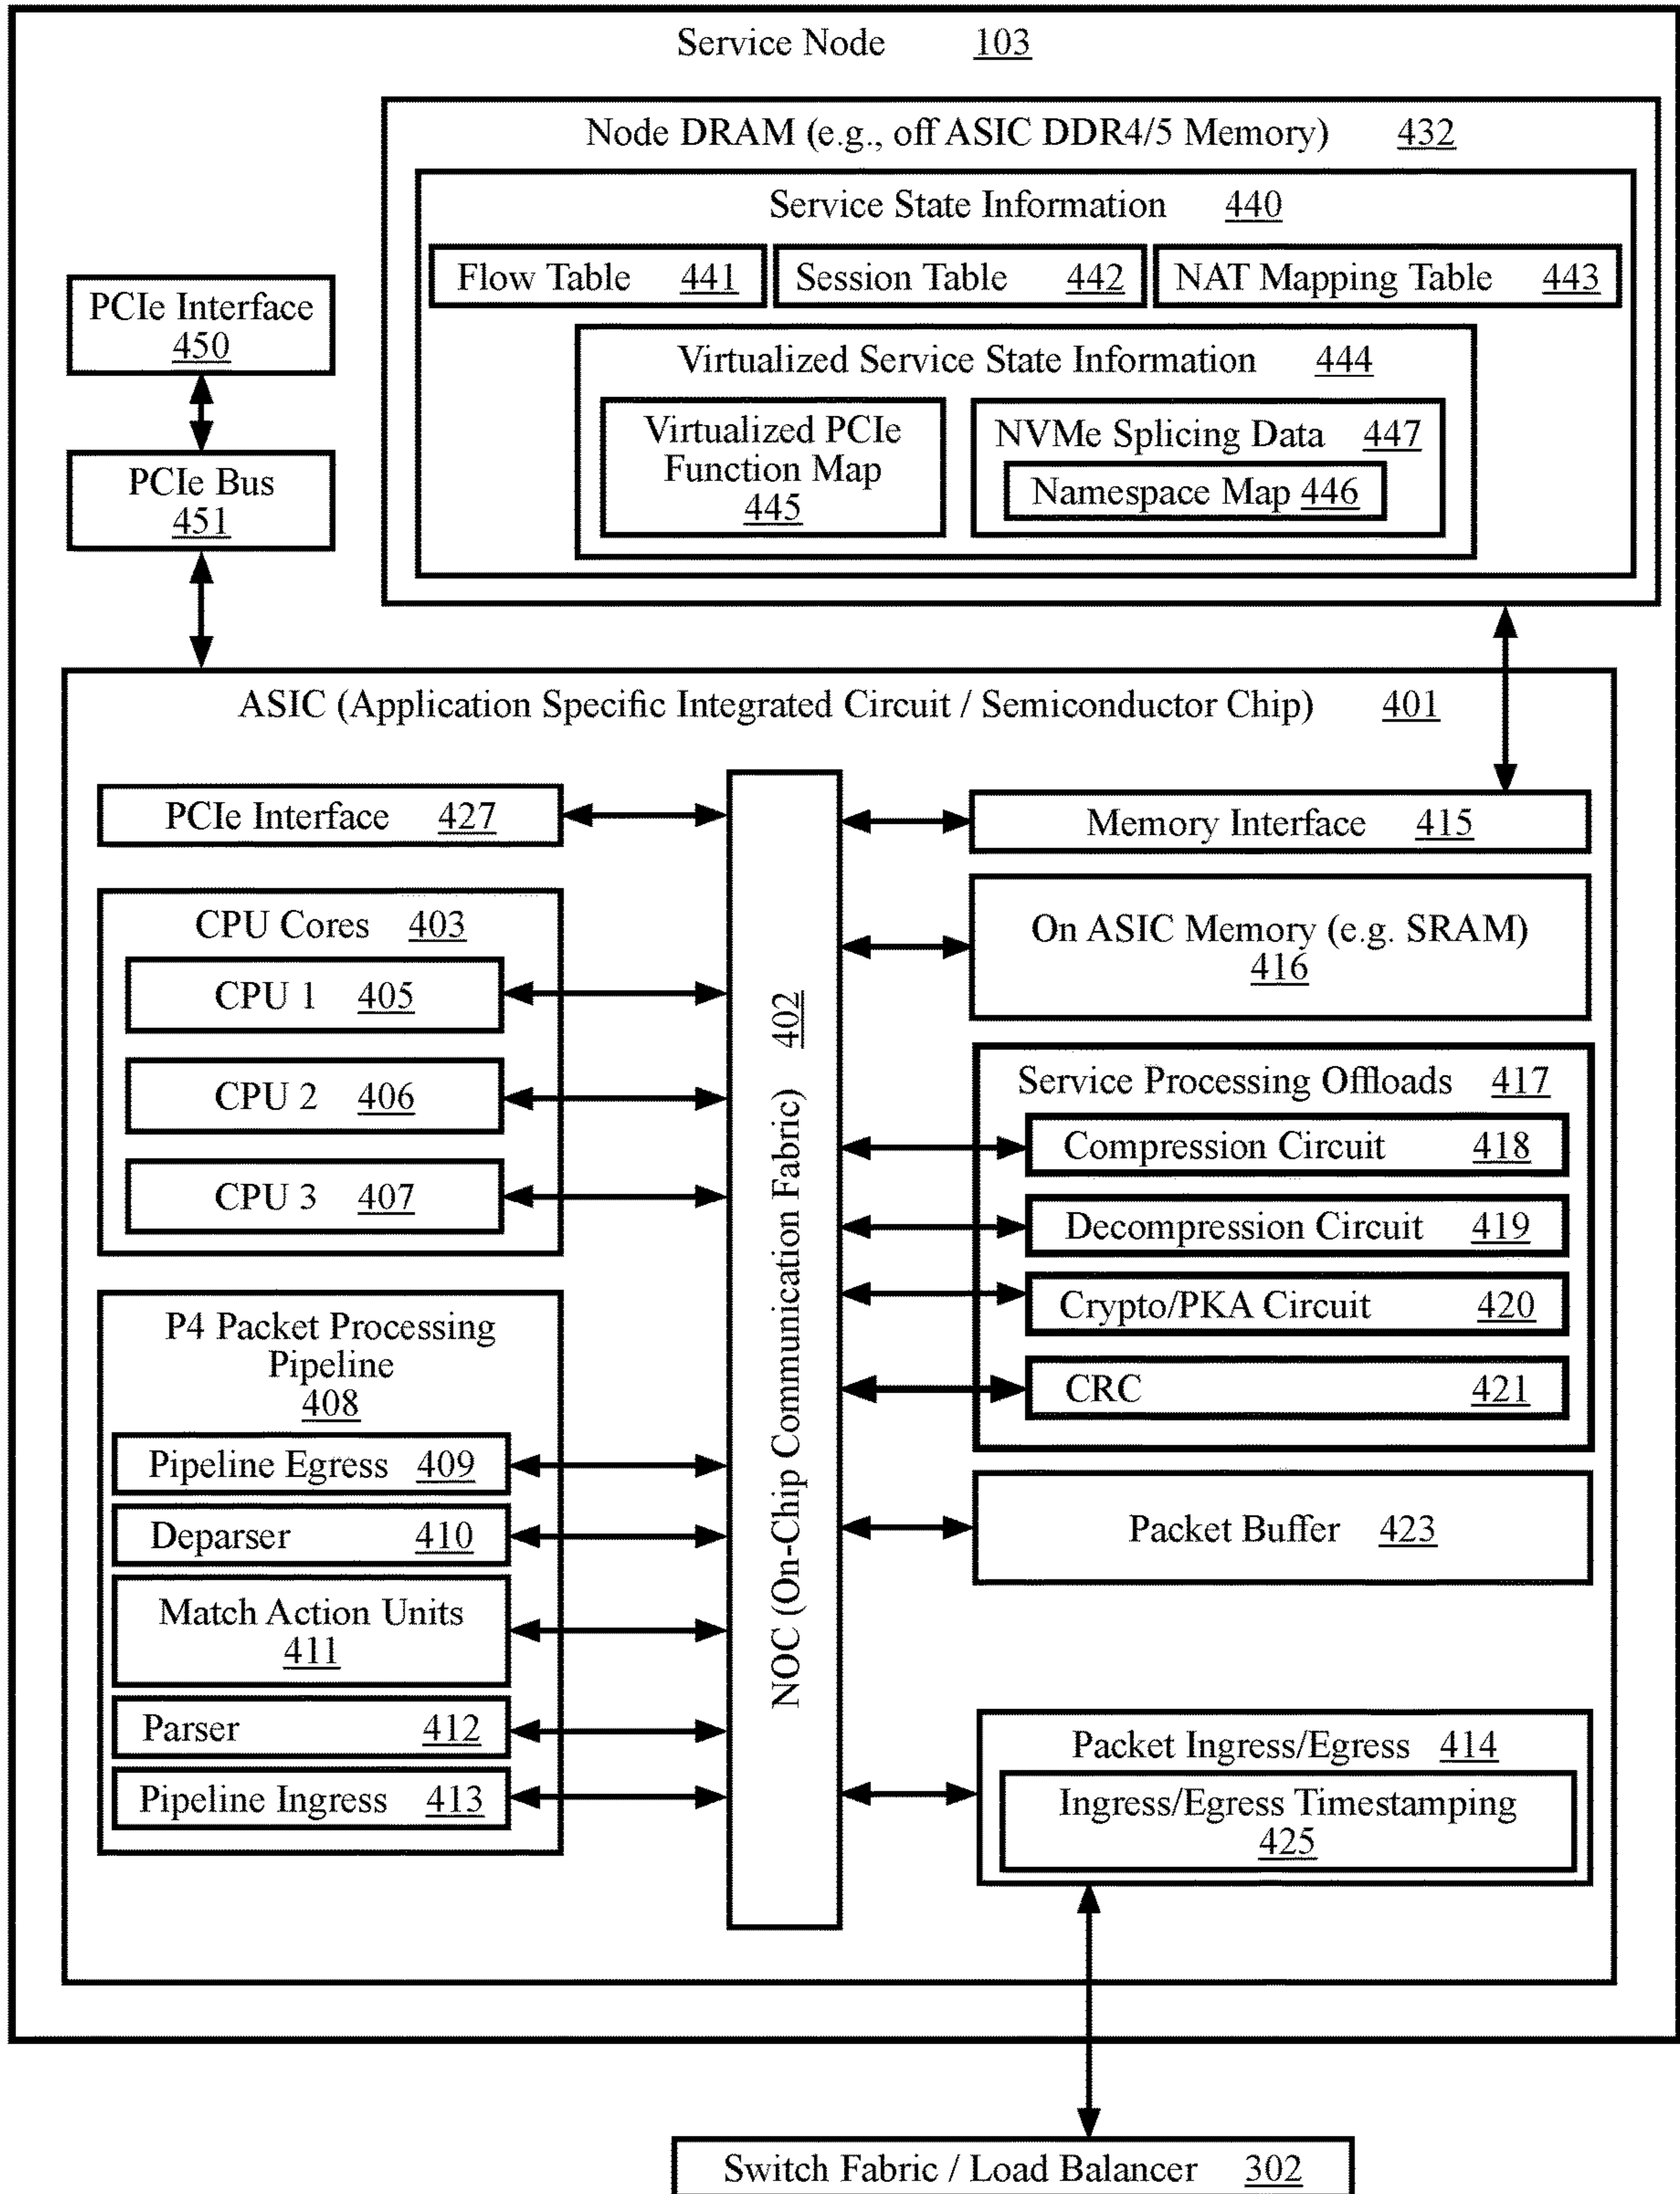 Service Node 103
Node DRAM (e.g., off ASIC DDR4/5 Memory) 432
Service State Information 440
Flow Table 441
Session Table 442
NAT Mapping Table 443
Virtualized Service State Information 444
Virtualized PCIe
Function Map
445
NVMe Splicing Data 447
Namespace Map 446
PCIe Interface
450
PCIe Bus
451
ASIC (Application Specific Integrated Circuit / Semiconductor Chip) 401
PCIe Interface 427
CPU Cores 403
CPU 1 405
CPU 2 406
CPU 3 407
P4 Packet Processing
Pipeline
408
Pipeline Egress 409
Deparser 410
Match Action Units
411
Parser 412
Pipeline Ingress 413
NOC (On-Chip Communication Fabric) 402
Memory Interface 415
On ASIC Memory (e.g. SRAM)
416
Service Processing Offloads 417
Compression Circuit 418
Decompression Circuit 419
Crypto/PKA Circuit 420
CRC 421
Packet Buffer 423
Packet Ingress/Egress 414
Ingress/Egress Timestamping
425
Switch Fabric / Load Balancer 302